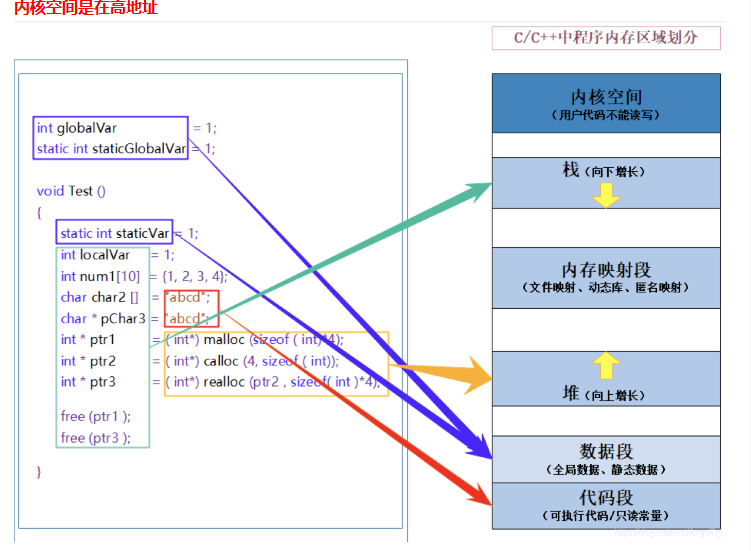 内核空间是在高地址
C/C++中程序内存区域划分
int globalVar = 1;
static int staticGlobalVar = 1;
void Test ()
{
static int staticVar = 1;
int localVar = 1;
int num1[10] = {1, 2, 3, 4};
char char2 [] = "abcd";
char * pChar3 = "abcd";
int * ptr1 = ( int*) malloc (sizeof ( int)*4);
int * ptr2 = ( int*) calloc (4, sizeof ( int));
int * ptr3 = ( int*) realloc (ptr2 , sizeof( int )*4);
free (ptr1 );
free (ptr3 );
}
内核空间
(用户代码不能读写)
栈(向下增长)
内存映射段
(文件映射、动态库、匿名映射)
堆(向上增长)
数据段
(全局数据、静态数据)
代码段
(可执行代码/只读常量)